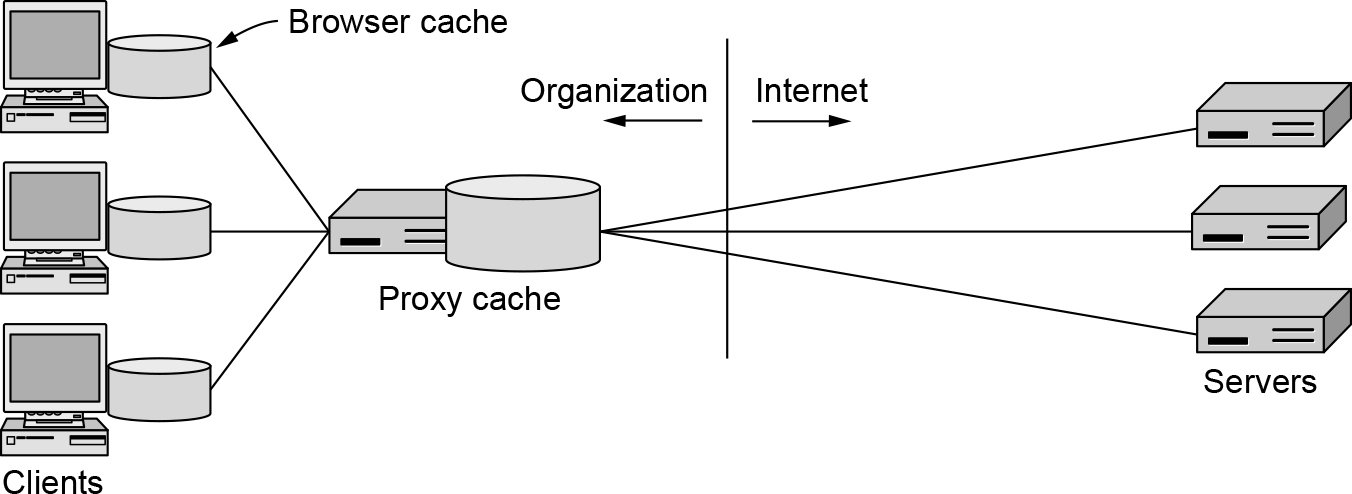 Browser cache
Organization
Internet
Proxy cache
Servers
Clients